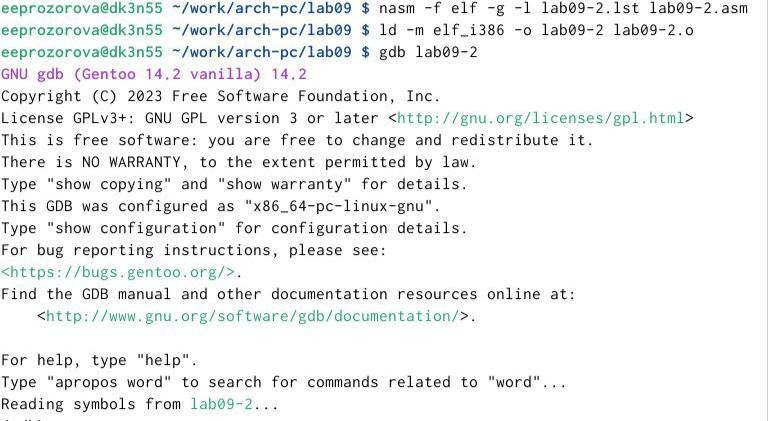 eeprozorova@dk3n55 ~/work/arch-pc/lab09 $ nasm -f elf -g -l lab09-2.lst lab09-2.asm
eeprozorova@dk3n55 ~/work/arch-pc/lab09 $ ld -m elf_i386 -o lab09-2 lab09-2.o
eeprozorova@dk3n55 ~/work/arch-pc/lab09 $ gdb lab09-2
GNU gdb (Gentoo 14.2 vanilla) 14.2
Copyright (C) 2023 Free Software Foundation, Inc.
License GPLv3+: GNU GPL version 3 or later <http://gnu.org/licenses/gpl.html>
This is free software: you are free to change and redistribute it.
There is NO WARRANTY, to the extent permitted by law.
Type "show copying" and "show warranty" for details.
This GDB was configured as "x86_64-pc-linux-gnu".
Type "show configuration" for configuration details.
For bug reporting instructions, please see:
<https://bugs.gentoo.org/>.
Find the GDB manual and other documentation resources online at:
    <http://www.gnu.org/software/gdb/documentation/>.

For help, type "help".
Type "apropos word" to search for commands related to "word"...
Reading symbols from lab09-2...